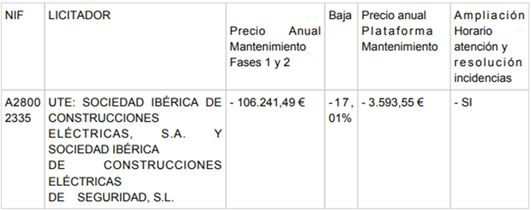 NIF
LICITADOR
Precio Anual
Mantenimiento
Fases 1 y 2
Baja
Precio anual
Plataforma
Mantenimiento
Ampliación
Horario
atención y
resolución
incidencias
A2800
2335
UTE: SOCIEDAD IBÉRICA DE
CONSTRUCCIONES
ELÉCTRICAS, S.A. Y
SOCIEDAD IBÉRICA
DE CONSTRUCCIONES
ELÉCTRICAS
DE SEGURIDAD, S.L.
- 106.241,49 €
-17,
01%
- 3.593,55 €
- SI